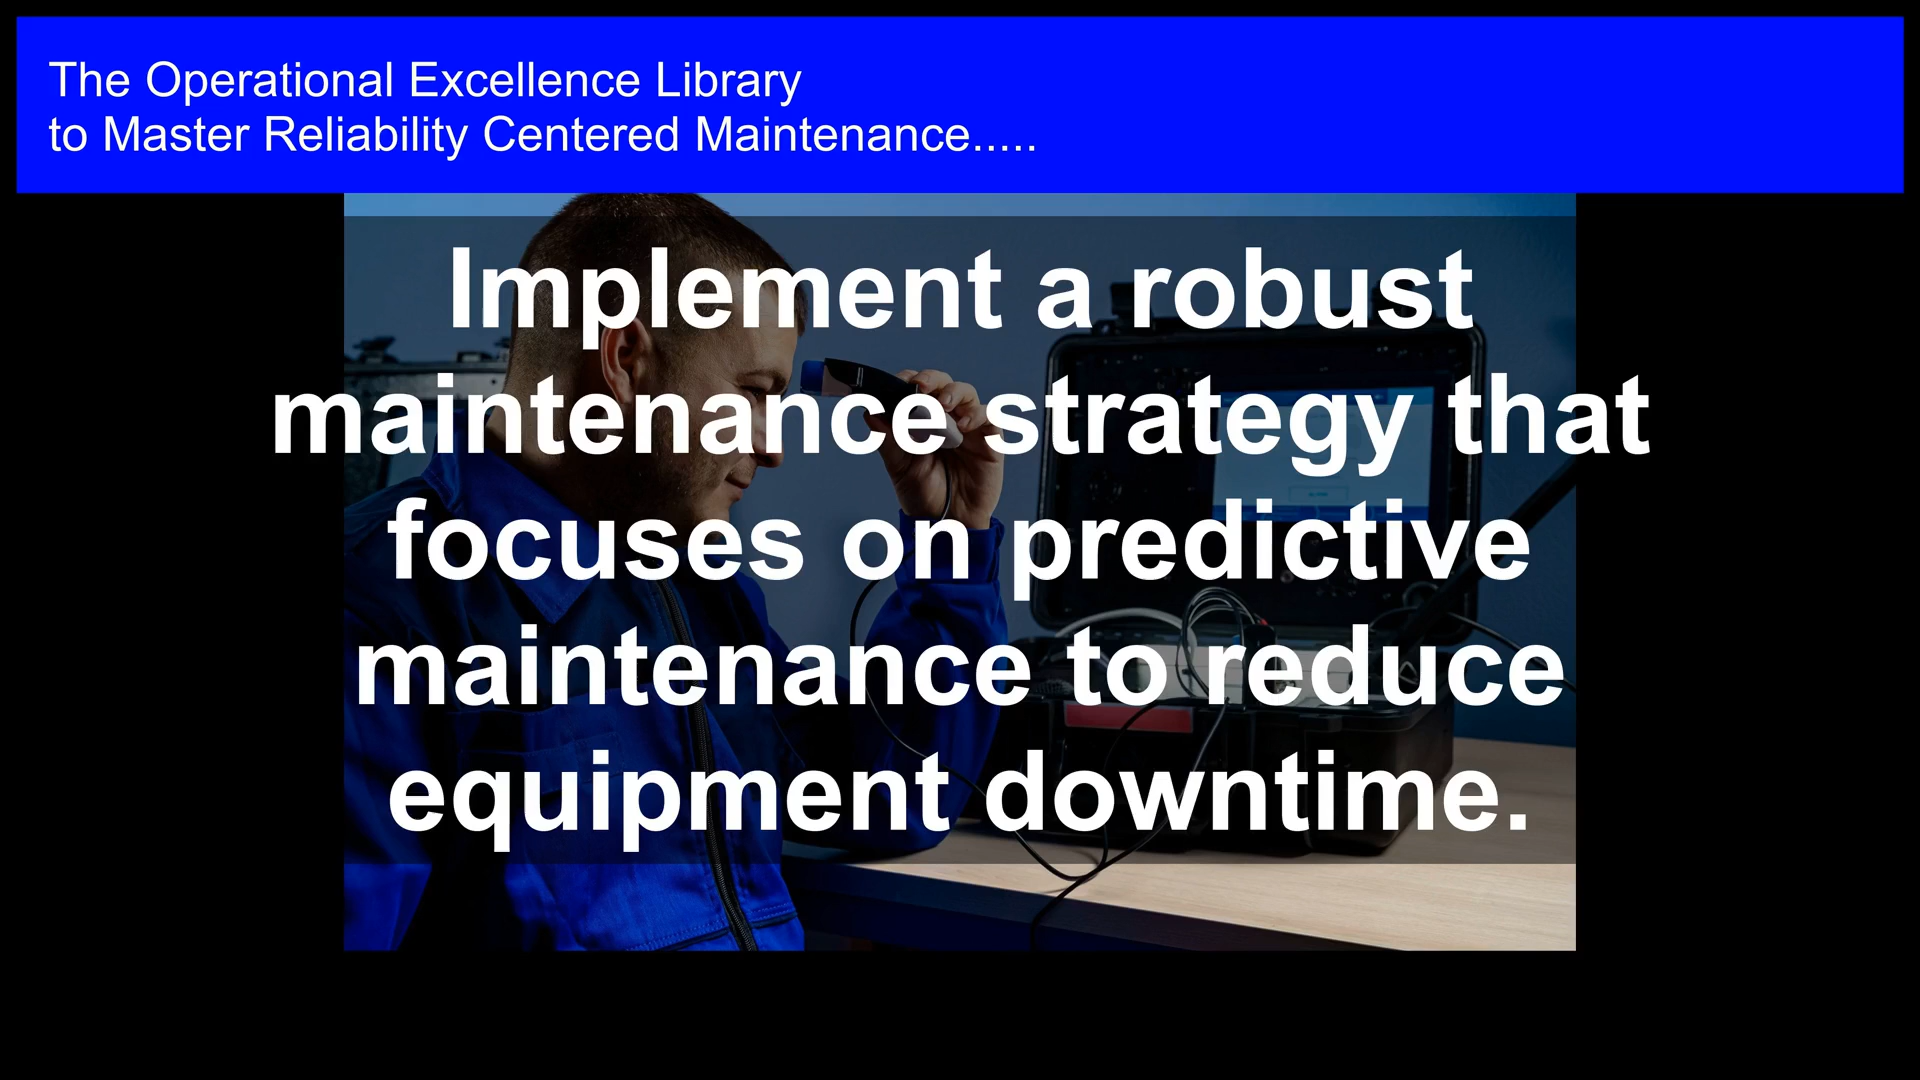 The Operational Excellence Library
to Master Reliability Centered Maintenance.....
Implement a robust
maintenance strategy that
focuses on predictive
maintenance to reduce
equipment downtime.